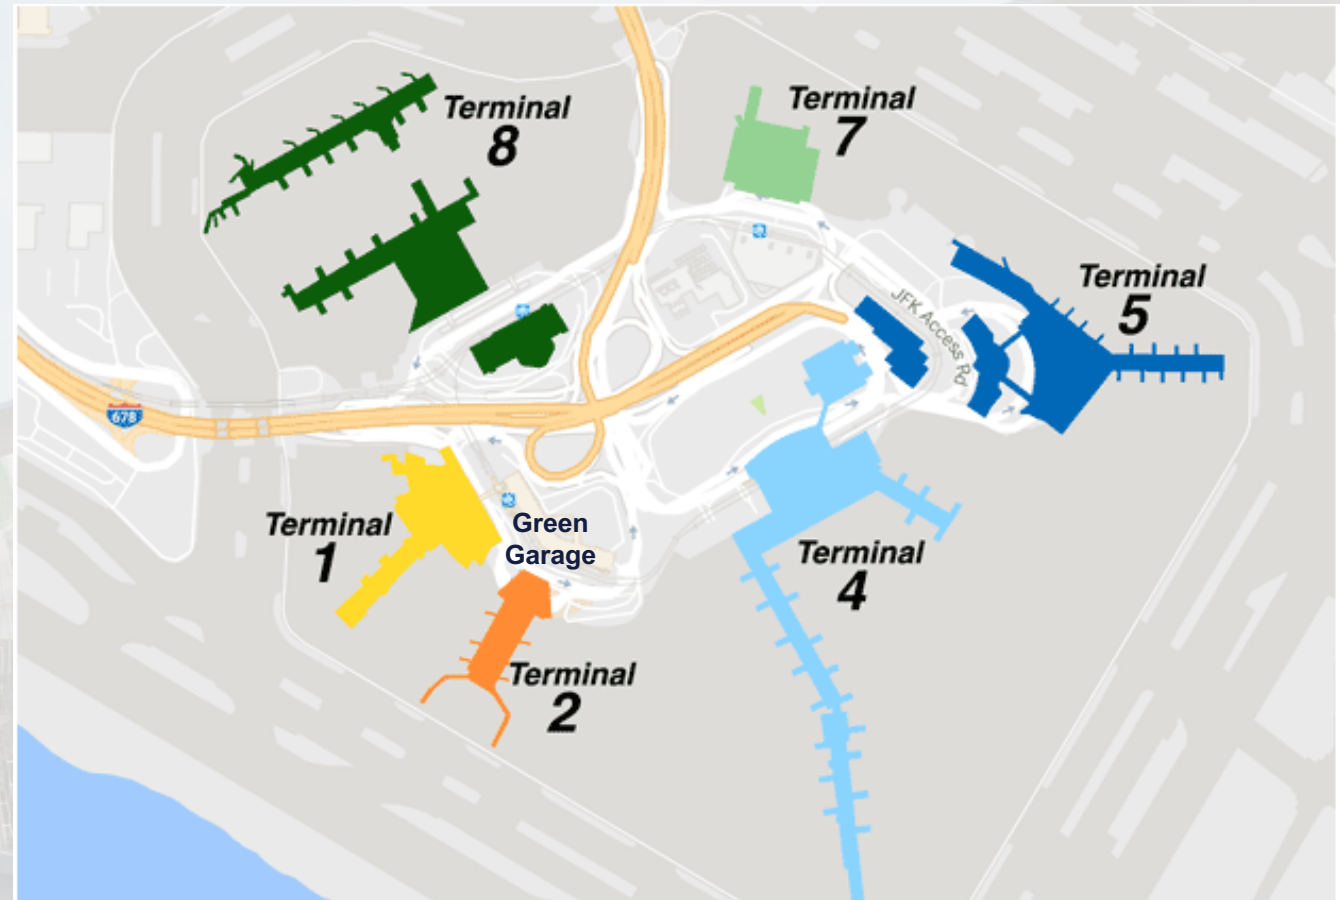 Terminal
8
Terminal
7
Terminal
5
JFK Access Rd
678
Terminal
1
Green
Garage
Terminal
4
Terminal
2